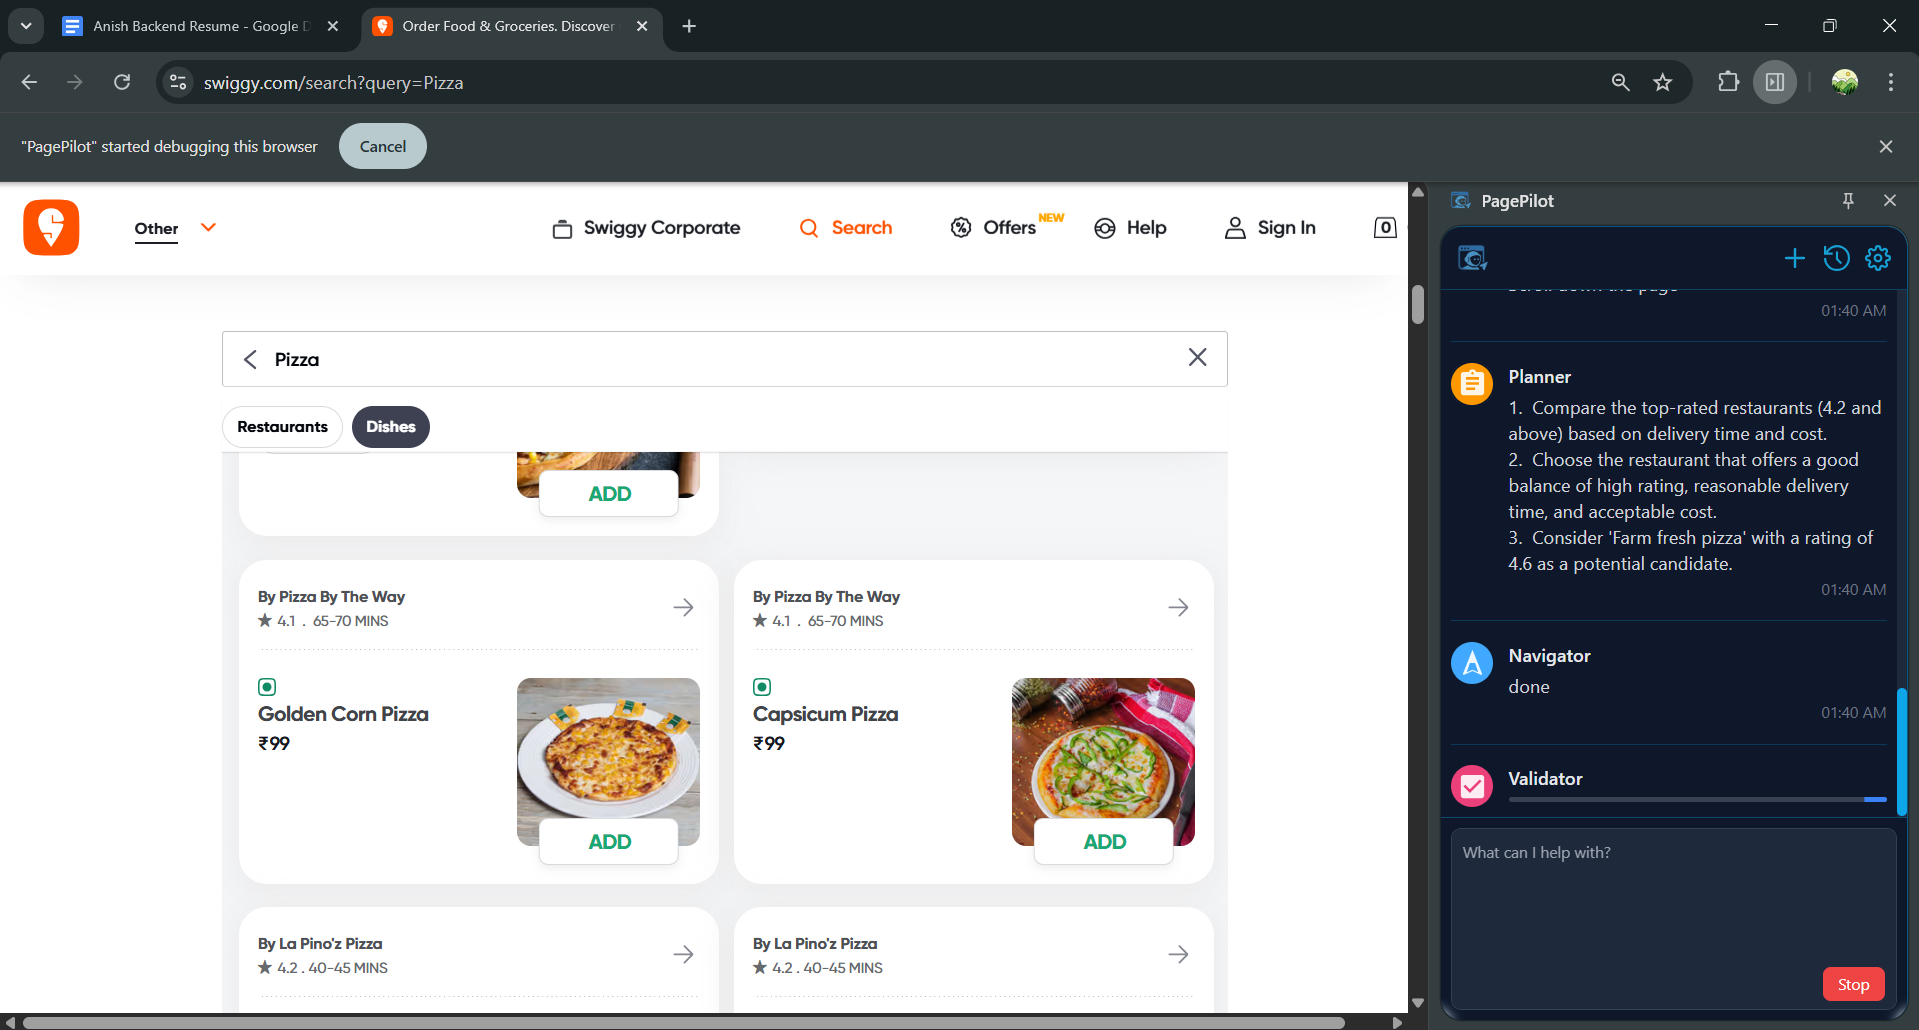 Anish Backend Resume - Google D
Order Food & Groceries. Discover
swiggy.com/search?query=Pizza
"PagePilot" started debugging this browser
Cancel
Other
Swiggy Corporate
Search
Offers
NEW
Help
Sign In
0
Pizza
Restaurants
Dishes
ADD
By Pizza By The Way
4.1 . 65-70 MINS
Golden Corn Pizza
₹99
ADD
By Pizza By The Way
4.1 . 65-70 MINS
Capsicum Pizza
₹99
ADD
By La Pino'z Pizza
4.2 . 40-45 MINS
By La Pino'z Pizza
4.2 . 40-45 MINS
PagePilot
Scroll down the page
01:40 AM
Planner
1. Compare the top-rated restaurants (4.2 and
above) based on delivery time and cost.
2. Choose the restaurant that offers a good
balance of high rating, reasonable delivery
time, and acceptable cost.
3. Consider 'Farm fresh pizza' with a rating of
4.6 as a potential candidate.
01:40 AM
Navigator
done
01:40 AM
Validator
What can I help with?
Stop